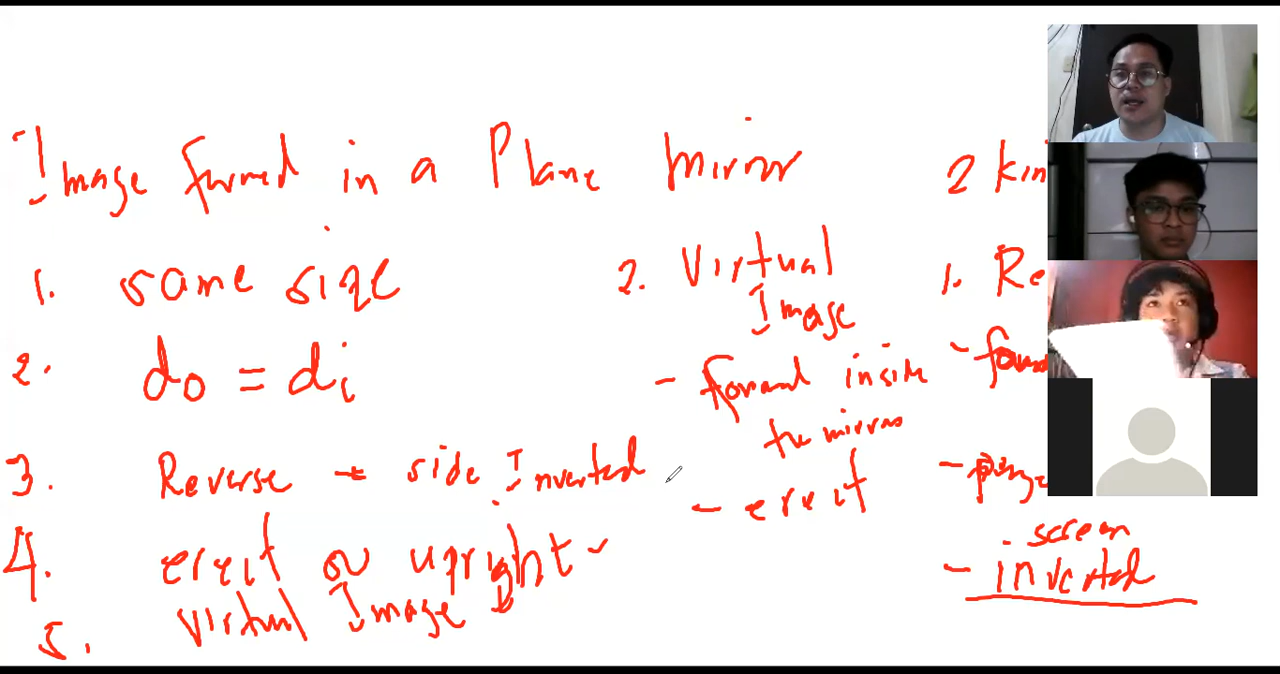 Image formed in a Plane Mirror
1. same size
2. do = di
3. Reverse → side Inverted
4. erect or upright
5. virtual Image
2. Virtual
Image
- formed inside
the mirror
- erect
2 kin
1. Re
- screen
- inverted